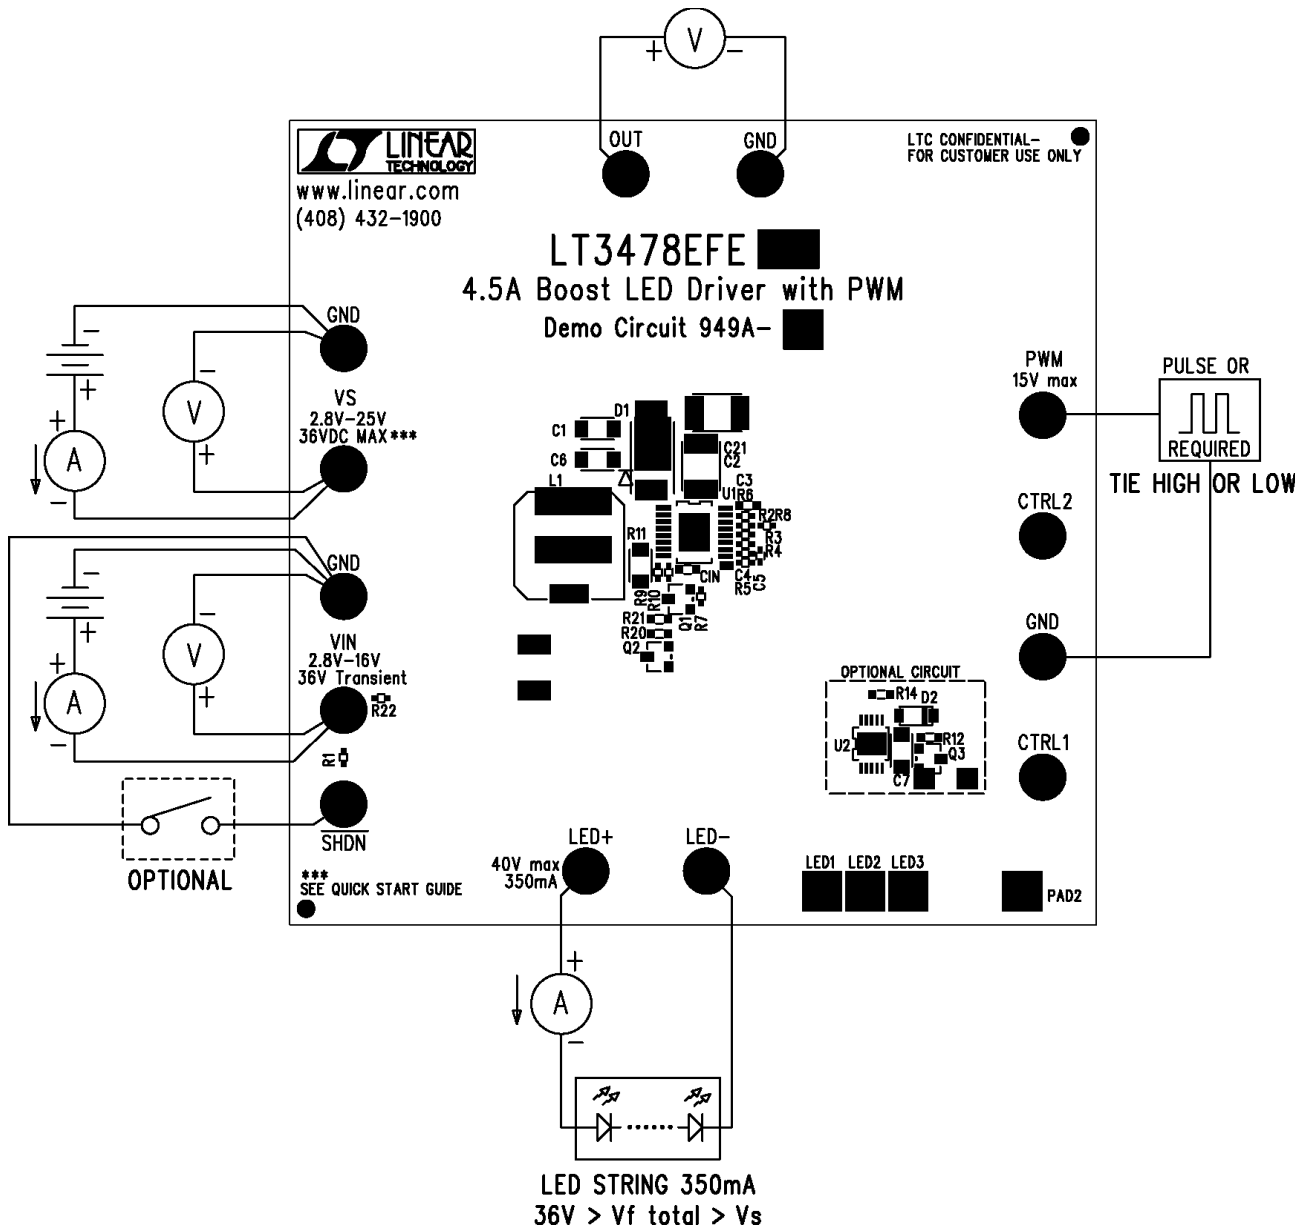 + V -
OUT GND
LINEAR
TECHNOLOGY
www.linear.com
(408) 432-1900
LTC CONFIDENTIAL-
FOR CUSTOMER USE ONLY
LT3478EFE
4.5A Boost LED Driver with PWM
Demo Circuit 949A-
GND
-
+
-
V
+
+
A
-
VS
2.8V-25V
36VDC MAX***
GND
-
+
-
V
+
+
A
-
VIN
2.8V-16V
36V Transient
R22
R1
SHDN
OPTIONAL
***
SEE QUICK START GUIDE
D1
C1
C6
L1
C21
C2
C3
U1
R6
R2
R8
R3
R4
C4
R5
C5
R11
CIN
R9
R10
Q1
R7
R21
R20
Q2
PWM
15V max
PULSE OR
REQUIRED
TIE HIGH OR LOW
CTRL2
GND
CTRL1
OPTIONAL CIRCUIT
R14
D2
U2
R12
Q3
C7
LED1 LED2 LED3
PAD2
LED+ LED-
40V max
350mA
+
A
-
LED STRING 350mA
36V > Vf total > Vs